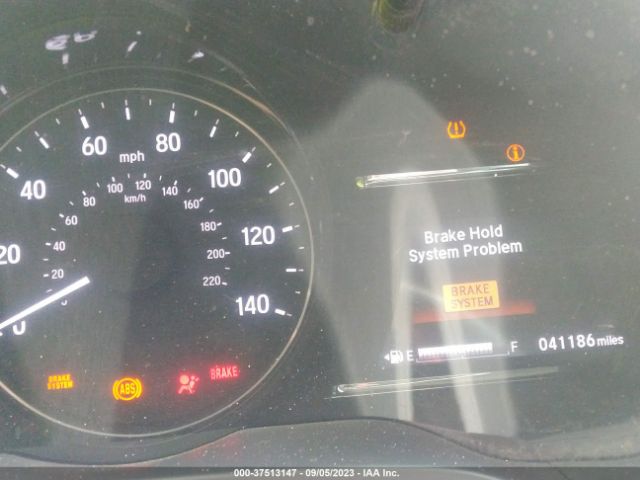 60
80
mph
40
100
100
120
140
km/h
80
160
60
180
20
40
120
200
20
220
140
0
0
BRAKE
SYSTEM
ABS
BRAKE
Brake Hold
System Problem
BRAKE
SYSTEM
E
F
041186 miles
000-37513147 - 09/05/2023 - IAA Inc.